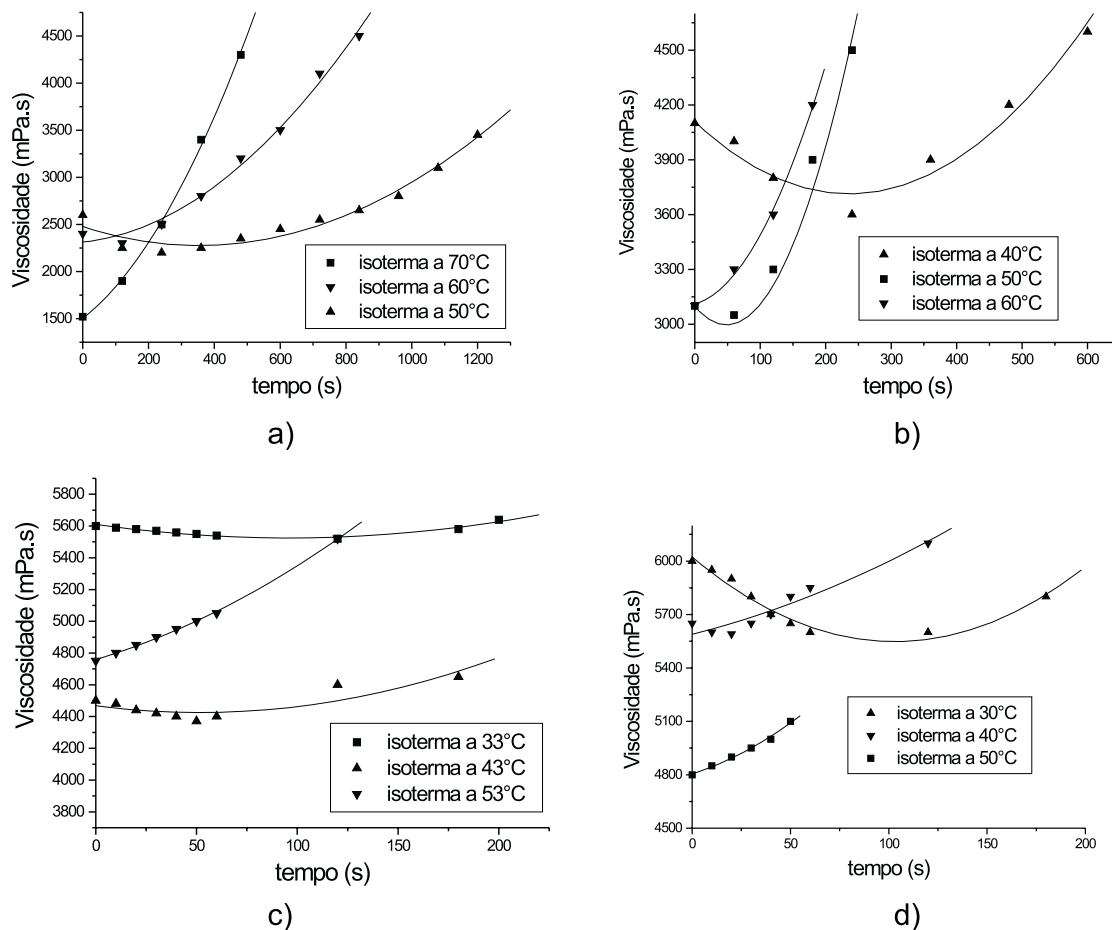 Viscosidade (mPa.s)
4500
4000
3500
3000
2500
2000
1500
0 200 400 600 800 1000 1200
tempo (s)
isoterma a 70°C
isoterma a 60°C
isoterma a 50°C
a)
Viscosidade (mPa.s)
4500
4200
3900
3600
3300
3000
0 100 200 300 400 500 600
tempo (s)
isoterma a 40°C
isoterma a 50°C
isoterma a 60°C
b)
Viscosidade (mPa.s)
5800
5600
5400
5200
5000
4800
4600
4400
4200
4000
3800
0 50 100 150 200
tempo (s)
isoterma a 33°C
isoterma a 43°C
isoterma a 53°C
c)
Viscosidade (mPa.s)
6000
5700
5400
5100
4800
4500
0 50 100 150 200
tempo (s)
isoterma a 30°C
isoterma a 40°C
isoterma a 50°C
d)